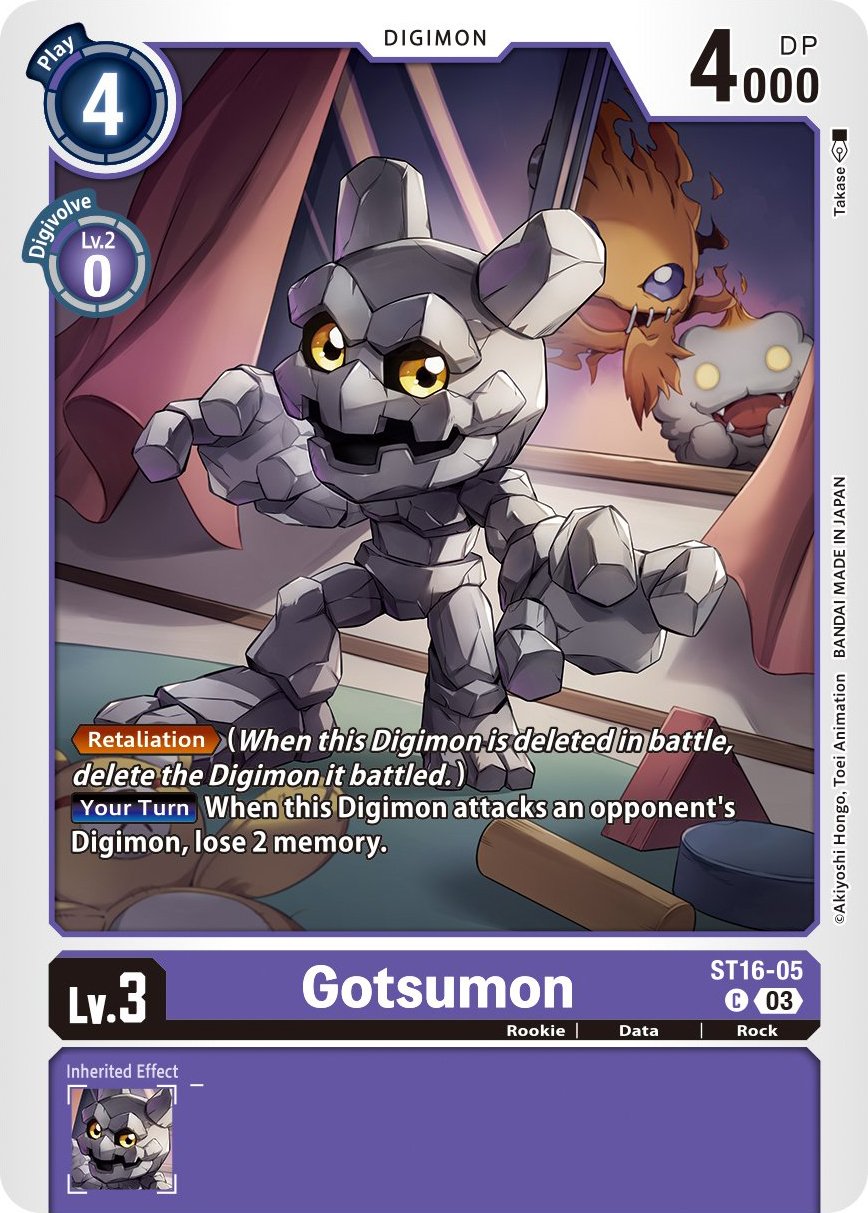 DIGIMON
Play
4
DP
4000
Digivolve
Lv.2
0
Takase
BANDAI MADE IN JAPAN
©Akiyoshi Hongo, Toei Animation
Retaliation (When this Digimon is deleted in battle,
delete the Digimon it battled.)
Your Turn When this Digimon attacks an opponent's
Digimon, lose 2 memory.
Lv.3
Gotsumon
ST16-05
C 03
Rookie | Data | Rock
Inherited Effect
–